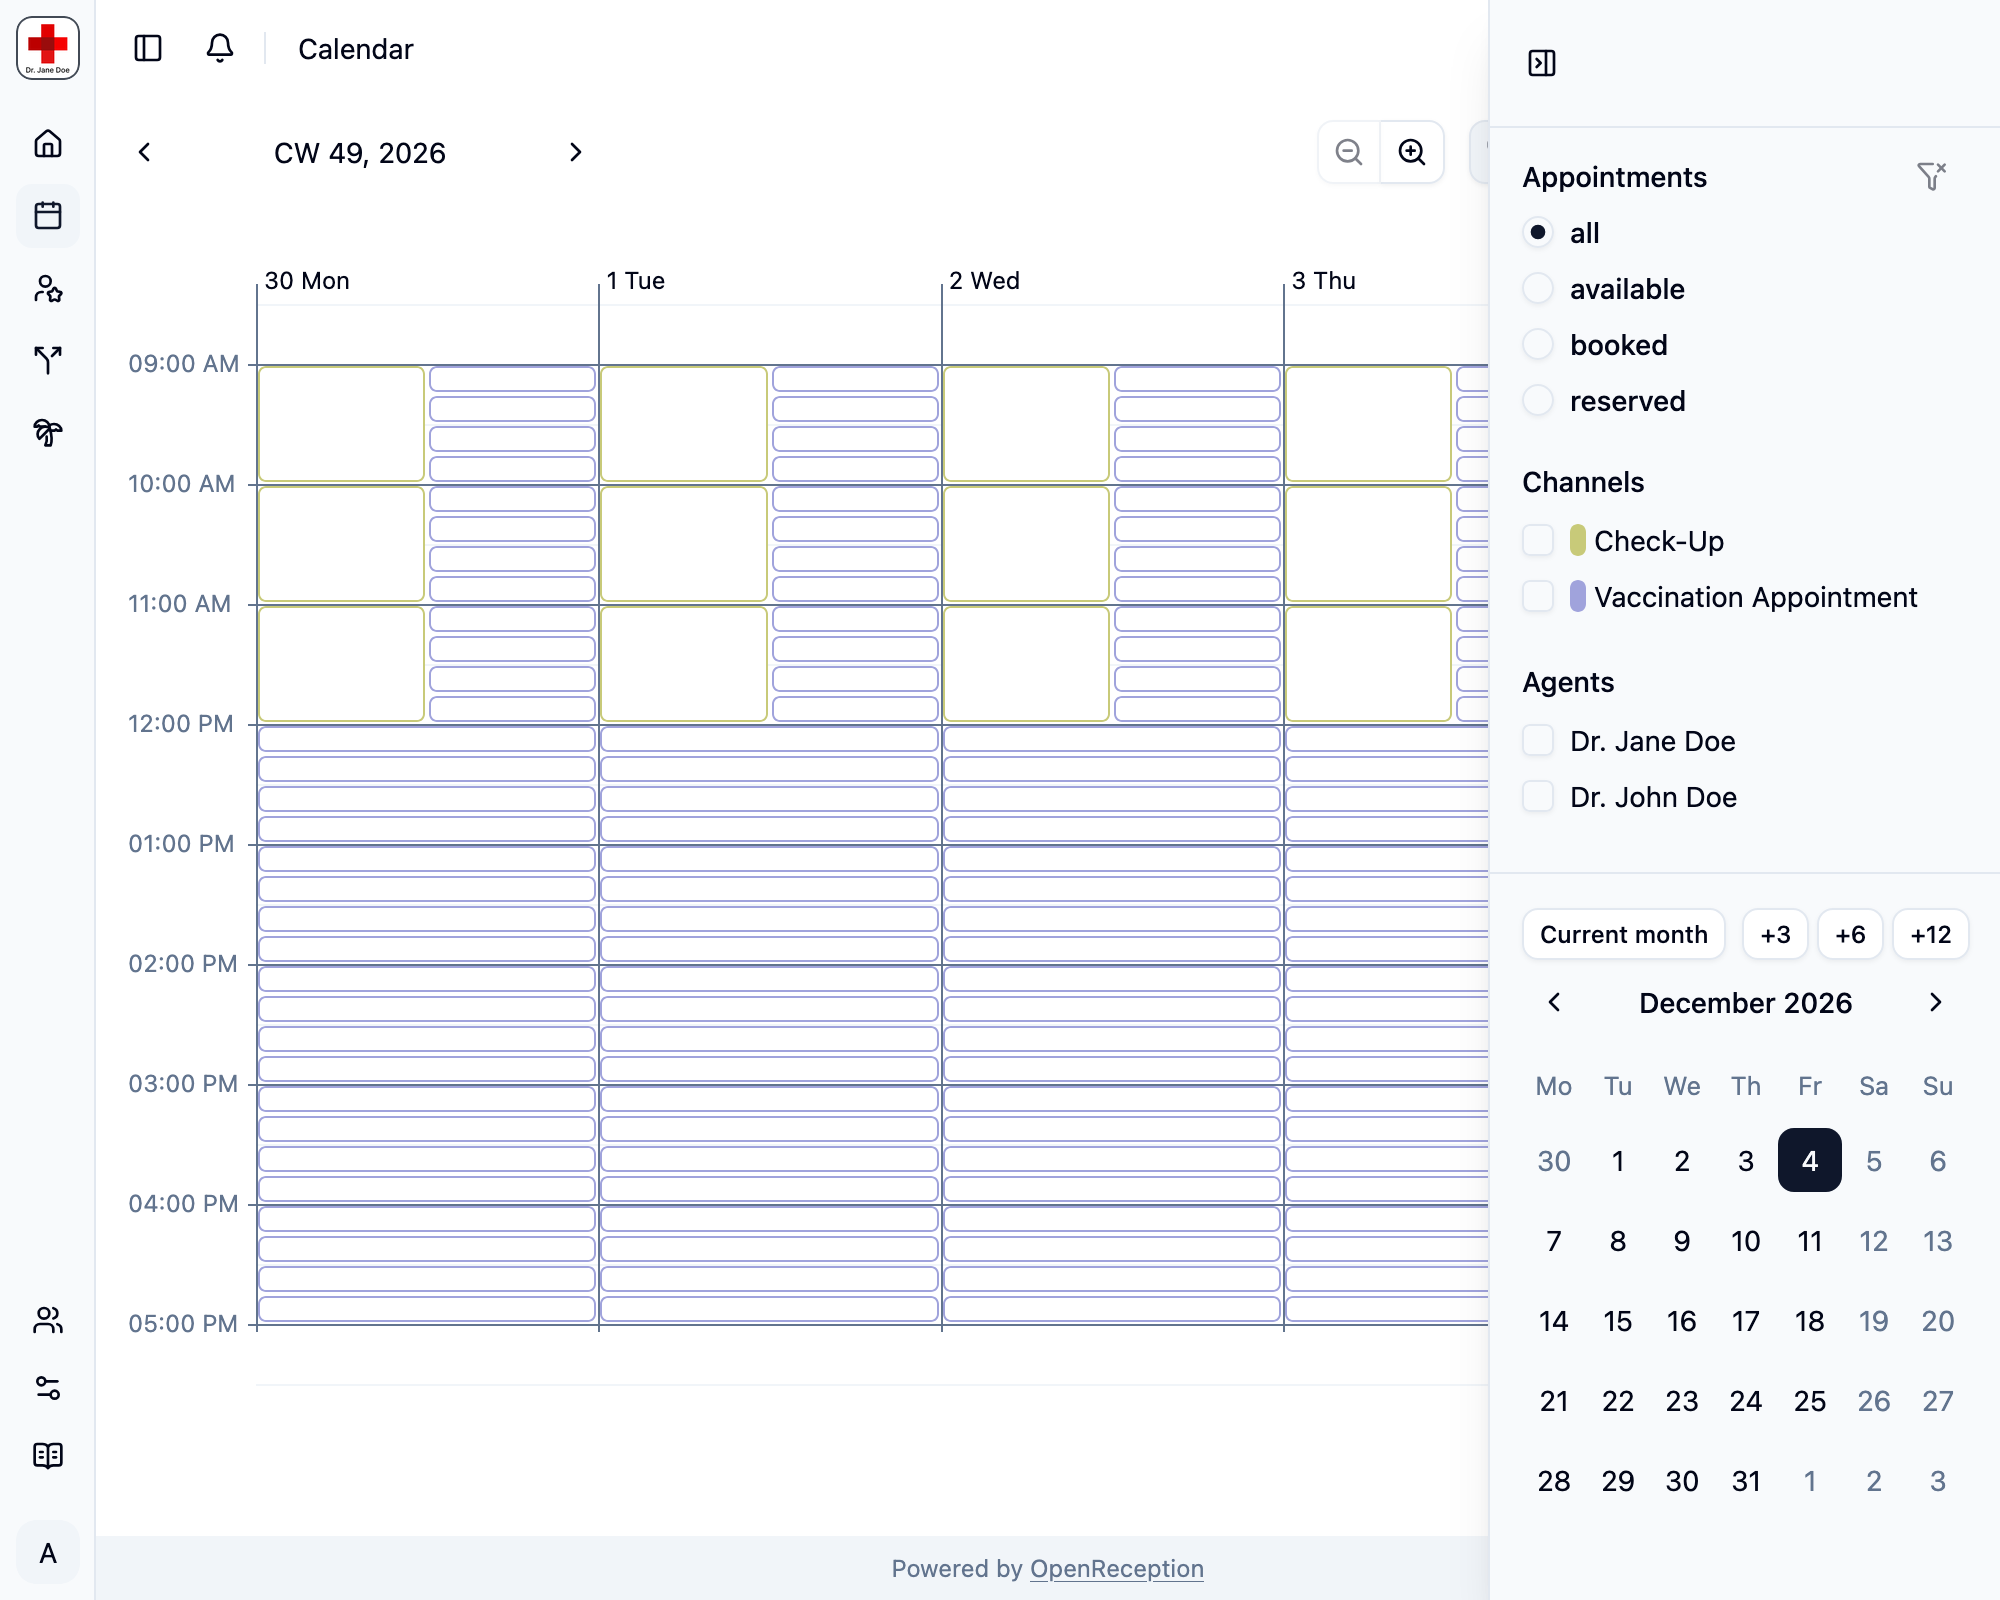 Dr. Jane Doe
Calendar
CW 49, 2026
30 Mon
1 Tue
2 Wed
3 Thu
09:00 AM
10:00 AM
11:00 AM
12:00 PM
01:00 PM
02:00 PM
03:00 PM
04:00 PM
05:00 PM
A
Powered by OpenReception
Appointments
all
available
booked
reserved
Channels
Check-Up
Vaccination Appointment
Agents
Dr. Jane Doe
Dr. John Doe
Current month +3 +6 +12
December 2026
Mo Tu We Th Fr Sa Su
30 1 2 3 4 5 6
7 8 9 10 11 12 13
14 15 16 17 18 19 20
21 22 23 24 25 26 27
28 29 30 31 1 2 3